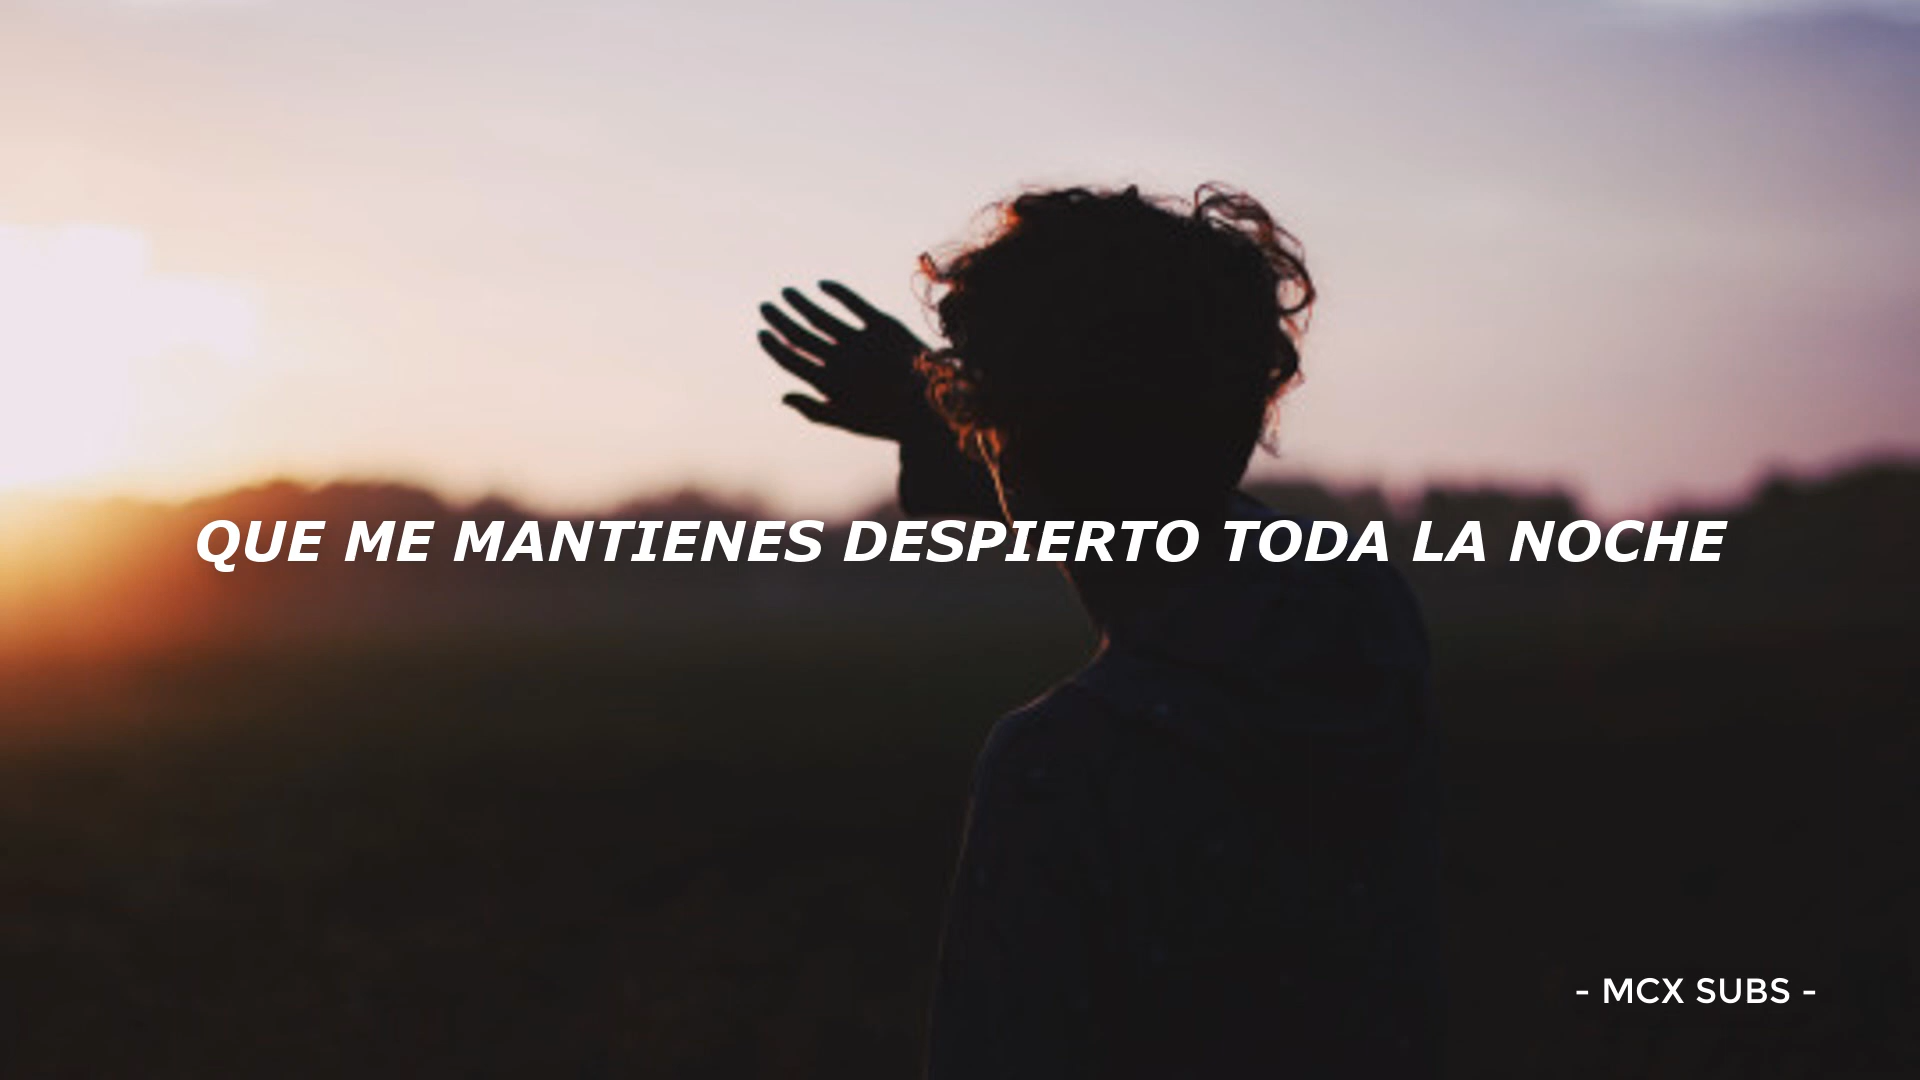 QUE ME MANTIENES DESPIERTO TODA LA NOCHE
- MCX SUBS -